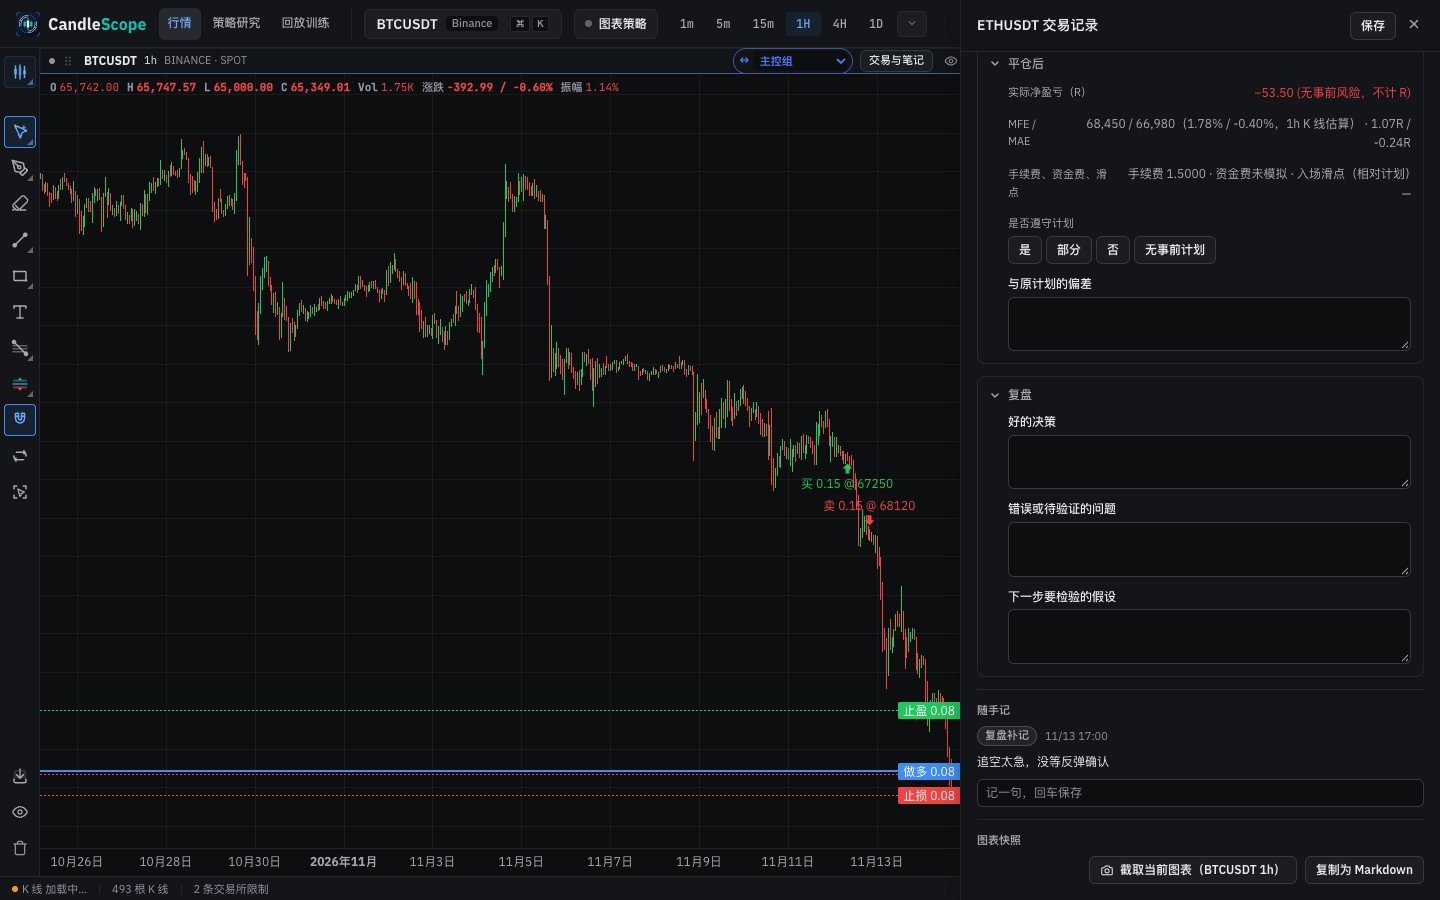 CandleScope
行情
策略研究
回放训练
BTCUSDT Binance ⌘ K
图表策略
1m 5m 15m 1H 4H 1D
BTCUSDT 1h BINANCE · SPOT
主控组
交易与笔记
O 65,742.00 H 65,747.57 L 65,000.00 C 65,349.01 Vol 1.75K 涨跌 -392.99 / -0.60% 振幅 1.14%
买 0.15 @ 67250
卖 0.15 @ 68120
止盈 0.08
做多 0.08
止损 0.08
10月26日 10月28日 10月30日 2026年11月 11月3日 11月5日 11月7日 11月9日 11月11日 11月13日
K 线 加载中... 493 根 K 线 2 条交易所限制
ETHUSDT 交易记录
保存
平仓后
实际净盈亏（R）
−53.50 (无事前风险，不计 R)
MFE /
MAE
68,450 / 66,980（1.78% / -0.40%，1h K 线估算） · 1.07R /
-0.24R
手续费、资金费、滑
点
手续费 1.5000 · 资金费未模拟 · 入场滑点（相对计划）
—
是否遵守计划
是 部分 否 无事前计划
与原计划的偏差
复盘
好的决策
错误或待验证的问题
下一步要检验的假设
随手记
复盘补记 11/13 17:00
追空太急，没等反弹确认
记一句，回车保存
图表快照
截取当前图表（BTCUSDT 1h）
复制为 Markdown